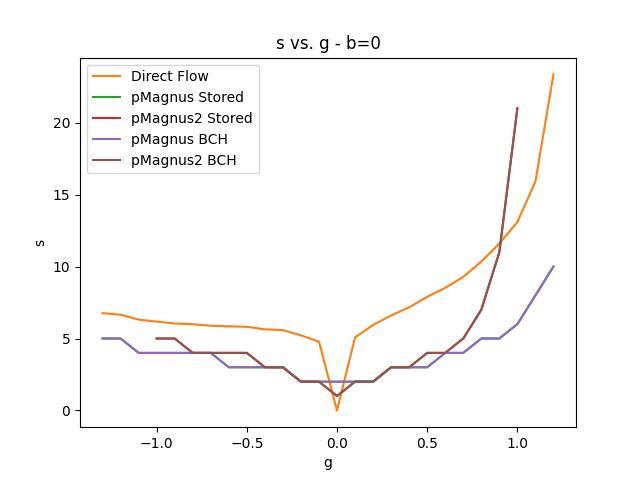 s vs. g - b=0
Direct Flow
pMagnus Stored
pMagnus2 Stored
pMagnus BCH
pMagnus2 BCH
20
15
10
5
0
s
−1.0 −0.5 0.0 0.5 1.0
g